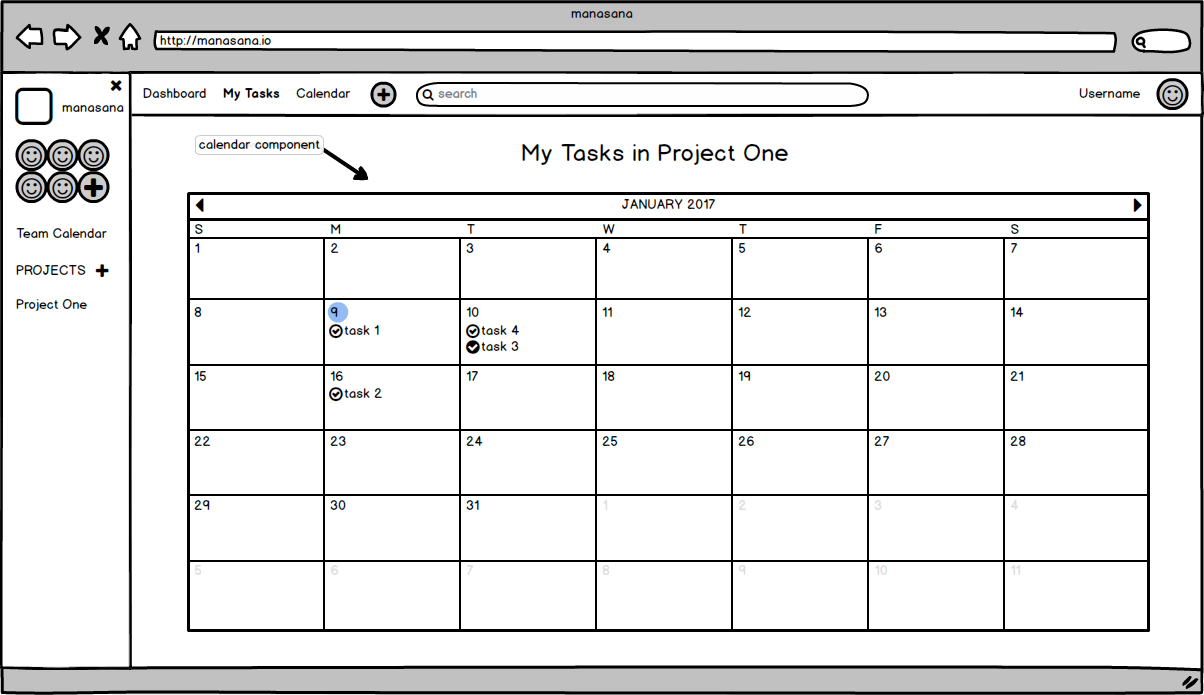 manasana
http://manasana.io
manasana
Dashboard My Tasks Calendar search Username
calendar component
My Tasks in Project One
Team Calendar
PROJECTS
Project One
JANUARY 2017
S M T W T F S
1 2 3 4 5 6 7
8 9 10 11 12 13 14
task 1 task 4
task 3
15 16 17 18 19 20 21
task 2
22 23 24 25 26 27 28
29 30 31 1 2 3 4
5 6 7 8 9 10 11